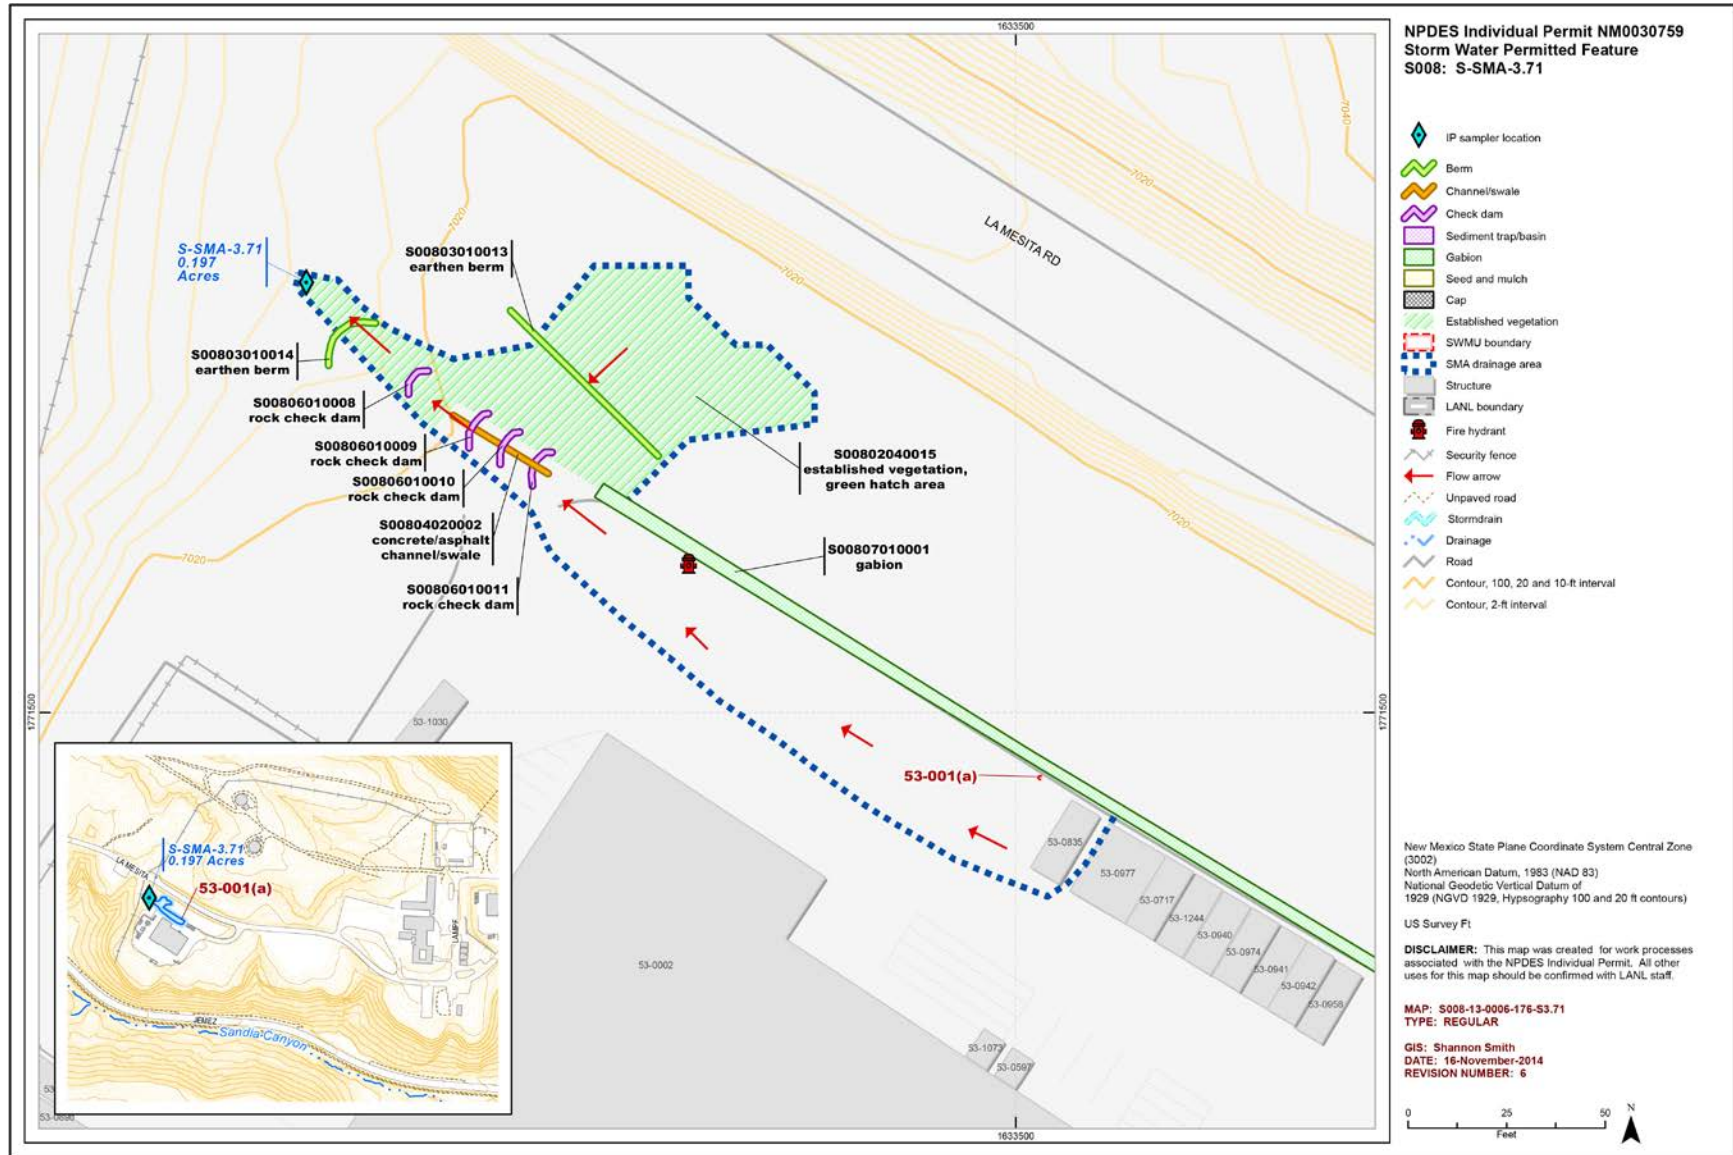 1633500
NPDES Individual Permit NM0030759
Storm Water Permitted Feature
S008: S-SMA-3.71
IP sampler location
Berm
Channel/swale
Check dam
Sediment trap/basin
Gabion
Seed and mulch
Cap
Established vegetation
SWMU boundary
SMA drainage area
Structure
LANL boundary
Fire hydrant
Security fence
Flow arrow
Unpaved road
Stormdrain
Drainage
Road
Contour, 100, 20 and 10-ft interval
Contour, 2-ft interval
7040
7020
7020
7020
7020
7020
LA MESITA RD
S-SMA-3.71
0.197
Acres
S00803010013
earthen berm
S00803010014
earthen berm
S00806010008
rock check dam
S00806010009
rock check dam
S00806010010
rock check dam
S00804020002
concrete/asphalt
channel/swale
S00806010011
rock check dam
S00802040015
established vegetation,
green hatch area
S00807010001
gabion
1771500
1771500
53-1030
53-001(a)
53-0835
53-0977
53-0717
53-1244
53-0940
53-0974
53-0941
53-0942
53-0958
53-0002
53-1073
53-0597
S-SMA-3.71
0.197 Acres
LA MESITA
53-001(a)
LAMPF
JEMEZ
Sandia Canyon
1633500
New Mexico State Plane Coordinate System Central Zone
(3002)
North American Datum, 1983 (NAD 83)
National Geodetic Vertical Datum of
1929 (NGVD 1929, Hypsography 100 and 20 ft contours)
US Survey Ft
DISCLAIMER: This map was created for work processes
associated with the NPDES Individual Permit. All other
uses for this map should be confirmed with LANL staff.
MAP: S008-13-0006-176-S3.71
TYPE: REGULAR
GIS: Shannon Smith
DATE: 16-November-2014
REVISION NUMBER: 6
0 25 50
Feet
N